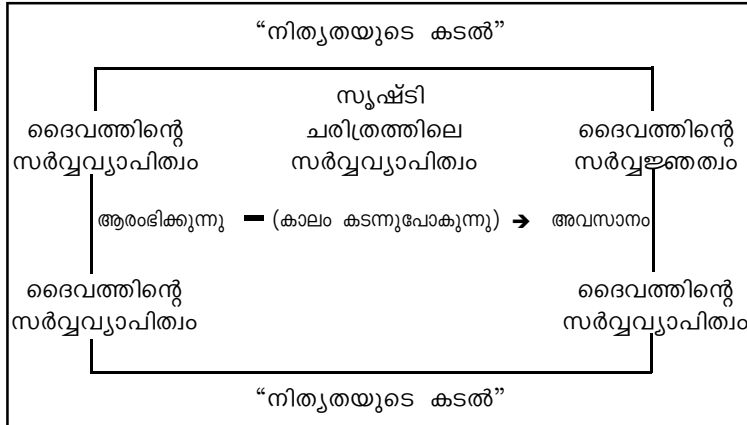 “നിത്യതയുടെ കടൽ”
സൃഷ്ടി
ദൈവത്തിന്റെ ചരിത്രത്തിലെ ദൈവത്തിന്റെ
സർവ്വവ്യാപിത്വം സർവ്വവ്യാപിത്വം സർവ്വജ്ഞത്വം
ആരംഭിക്കുന്നു – (കാലം കടന്നുപോകുന്നു) ➔ അവസാനം
ദൈവത്തിന്റെ ദൈവത്തിന്റെ
സർവ്വവ്യാപിത്വം സർവ്വവ്യാപിത്വം
“നിത്യതയുടെ കടൽ”